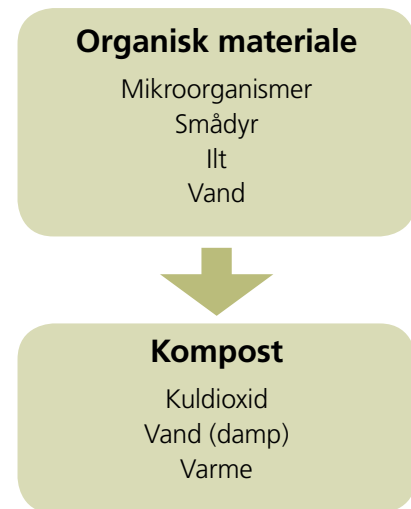 Organisk materiale
Mikroorganismer
Smådyr
Ilt
Vand
Kompost
Kuldioxid
Vand (damp)
Varme